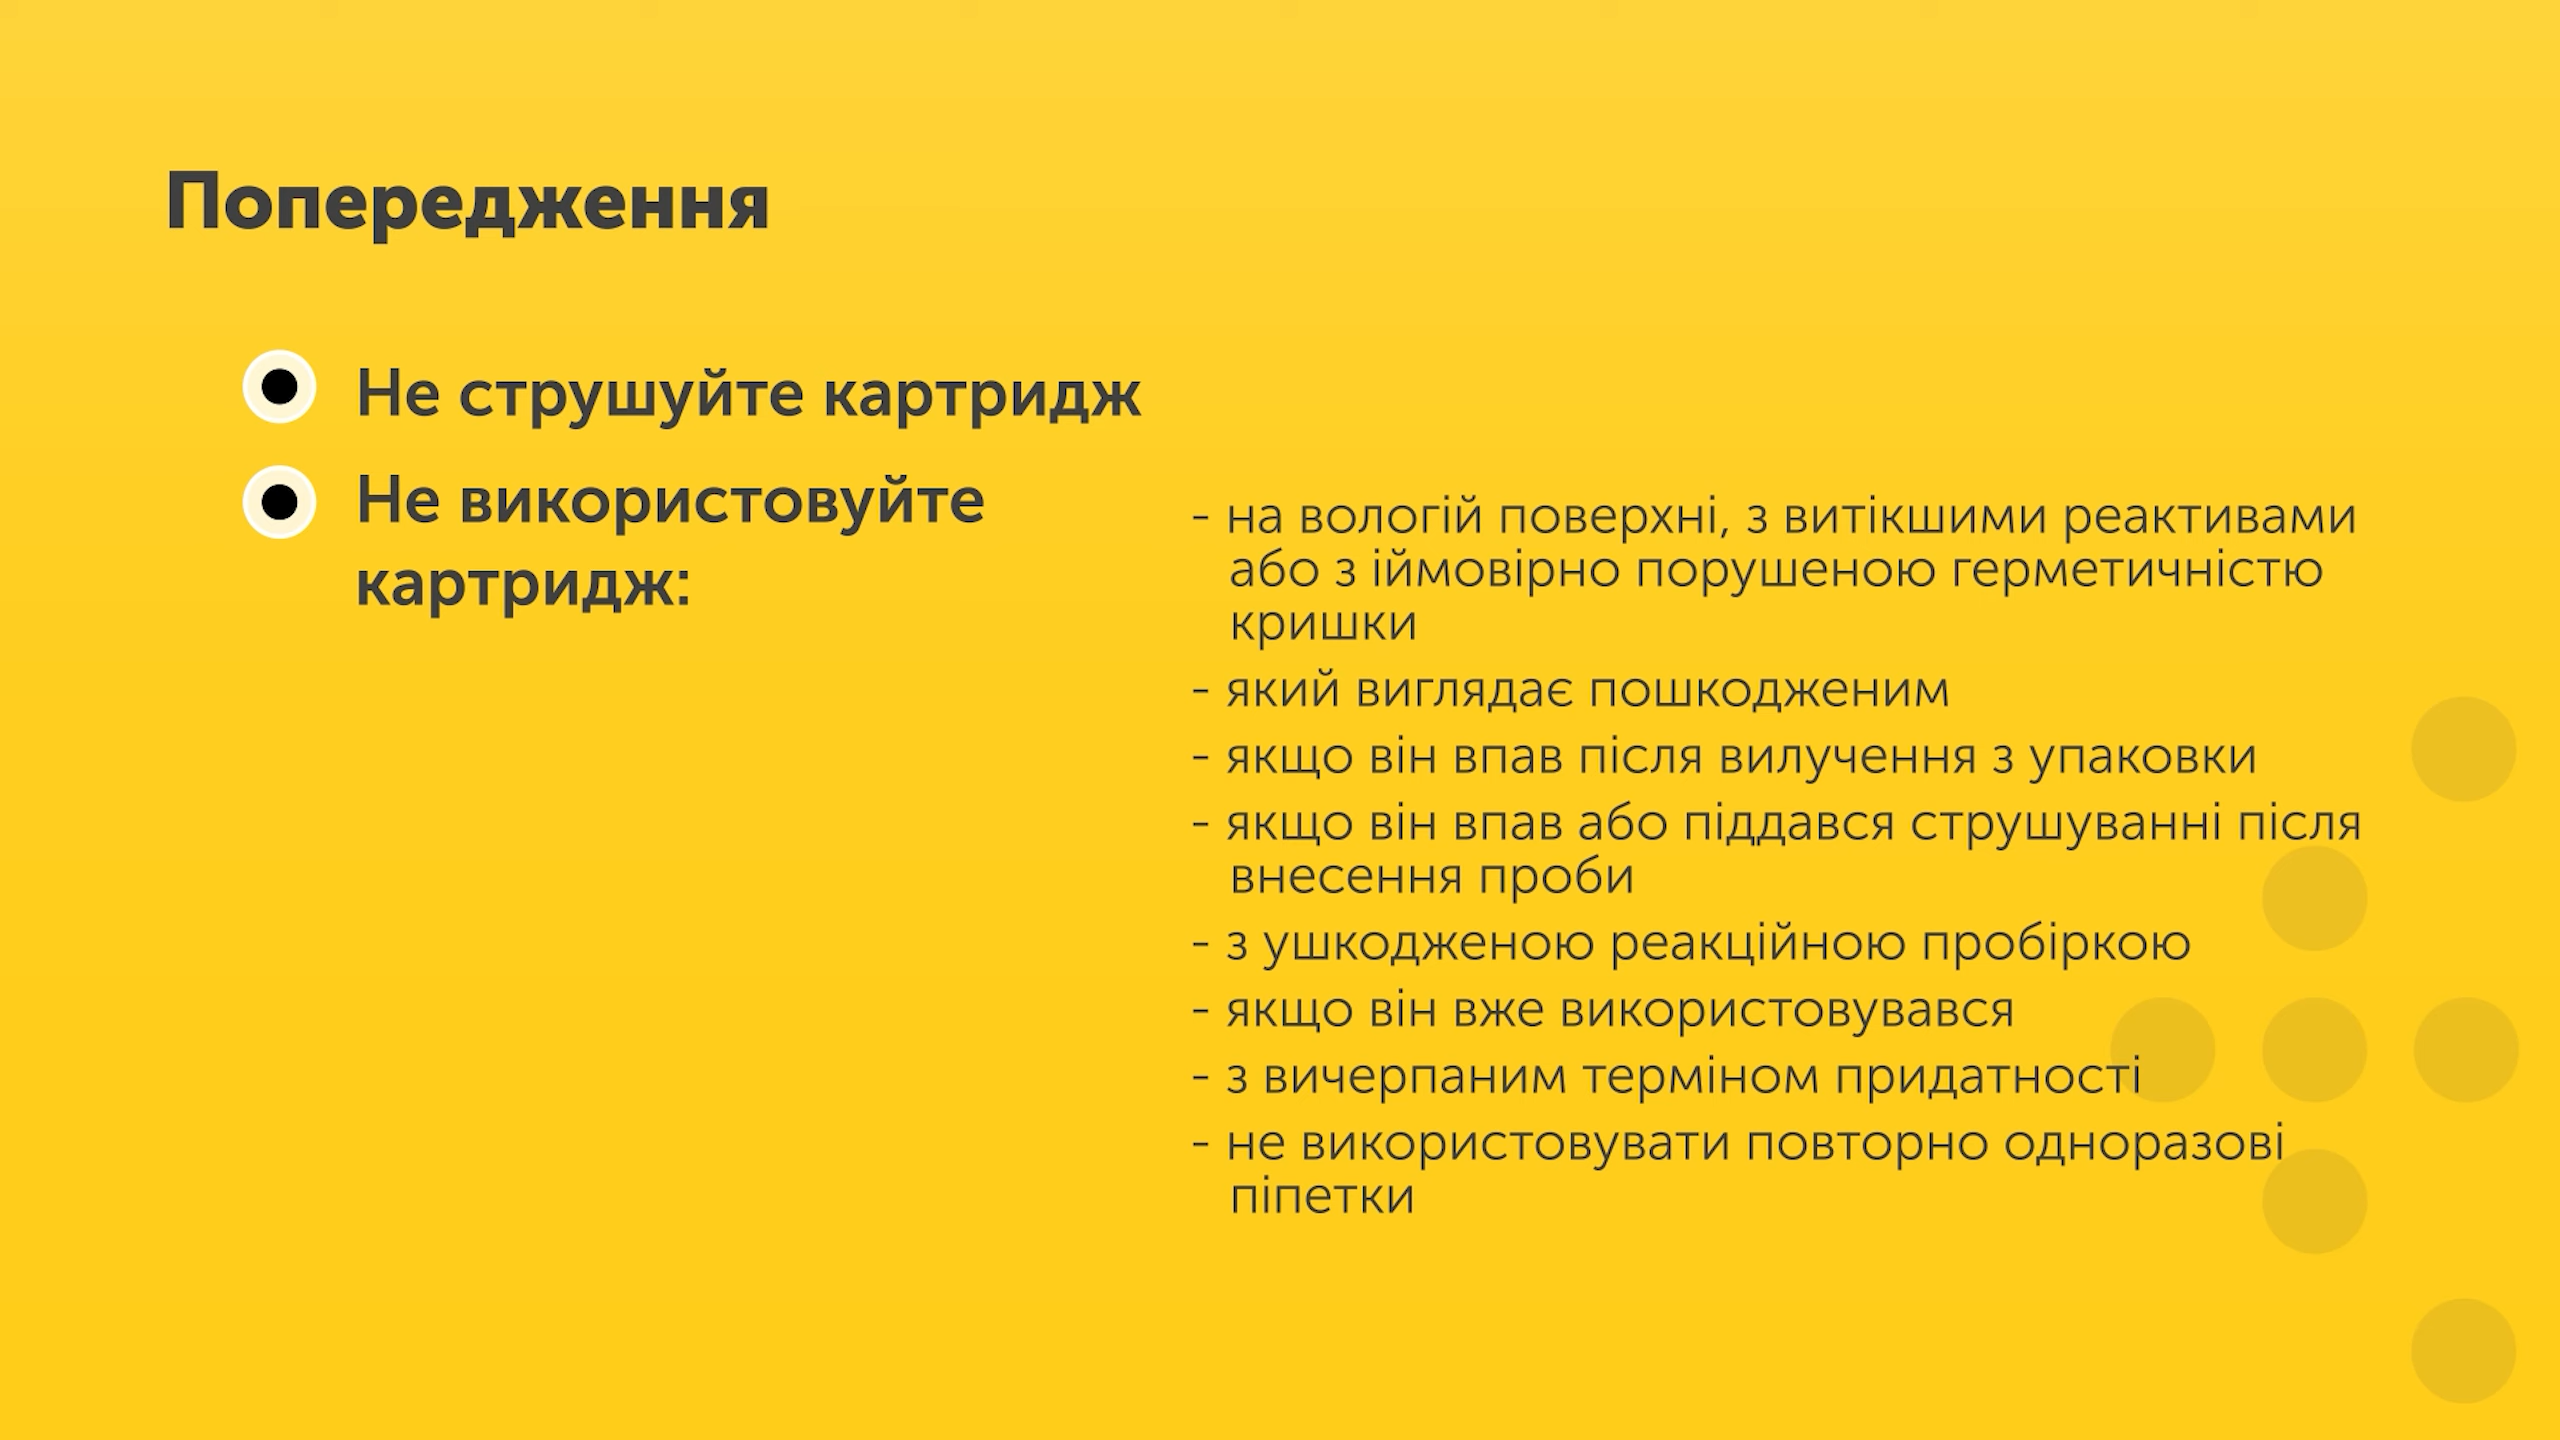 Попередження
Не струшуйте картридж
Не використовуйте
картридж:
- на вологій поверхні, з витікшими реактивами
або з іймовірно порушеною герметичністю
кришки
- який виглядає пошкодженим
- якщо він впав після вилучення з упаковки
- якщо він впав або піддався струшуванні після
внесення проби
- з ушкодженою реакційною пробіркою
- якщо він вже використовувався
- з вичерпаним терміном придатності
- не використовувати повторно одноразові
піпетки